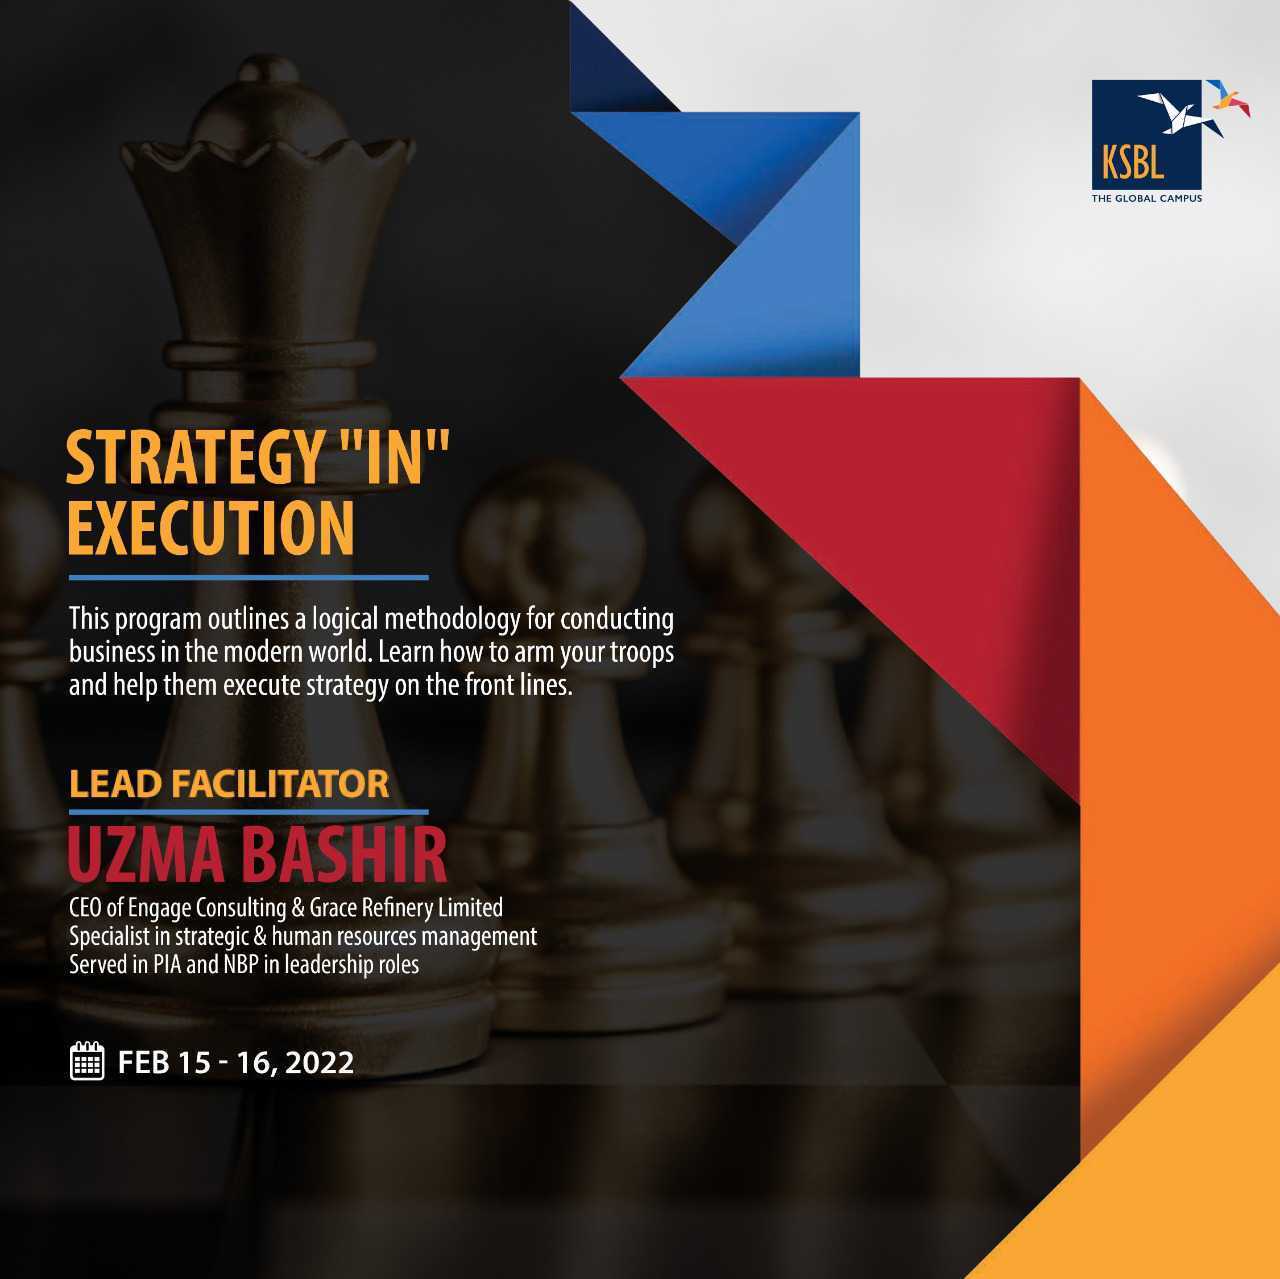 KSBL
THE GLOBAL CAMPUS
STRATEGY "IN"
EXECUTION
This program outlines a logical methodology for conducting
business in the modern world. Learn how to arm your troops
and help them execute strategy on the front lines.
LEAD FACILITATOR
UZMA BASHIR
CEO of Engage Consulting & Grace Refinery Limited
Specialist in strategic & human resources management
Served in PIA and NBP in leadership roles
FEB 15 - 16, 2022